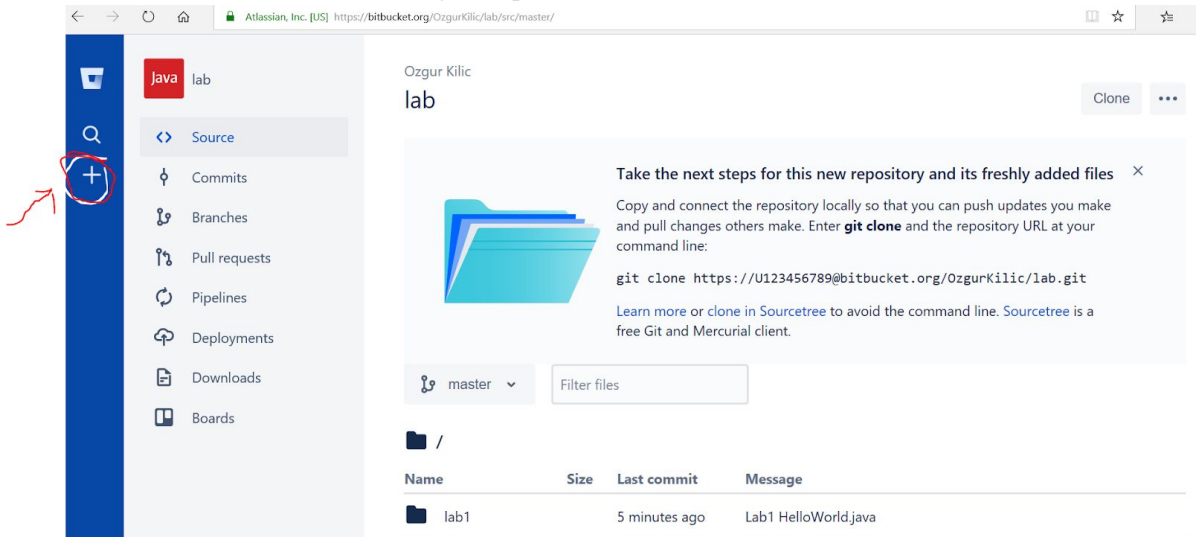 Atlassian, Inc. [US] https://bitbucket.org/OzgurKilic/lab/src/master/
Java lab
Source
Commits
Branches
Pull requests
Pipelines
Deployments
Downloads
Boards
Ozgur Kilic
lab
Clone
Take the next steps for this new repository and its freshly added files
Copy and connect the repository locally so that you can push updates you make
and pull changes others make. Enter git clone and the repository URL at your
command line:
git clone https://U123456789@bitbucket.org/OzgurKilic/lab.git
Learn more or clone in Sourcetree to avoid the command line. Sourcetree is a
free Git and Mercurial client.
master
Filter files
/
Name Size Last commit Message
lab1 5 minutes ago Lab1 HelloWorld.java